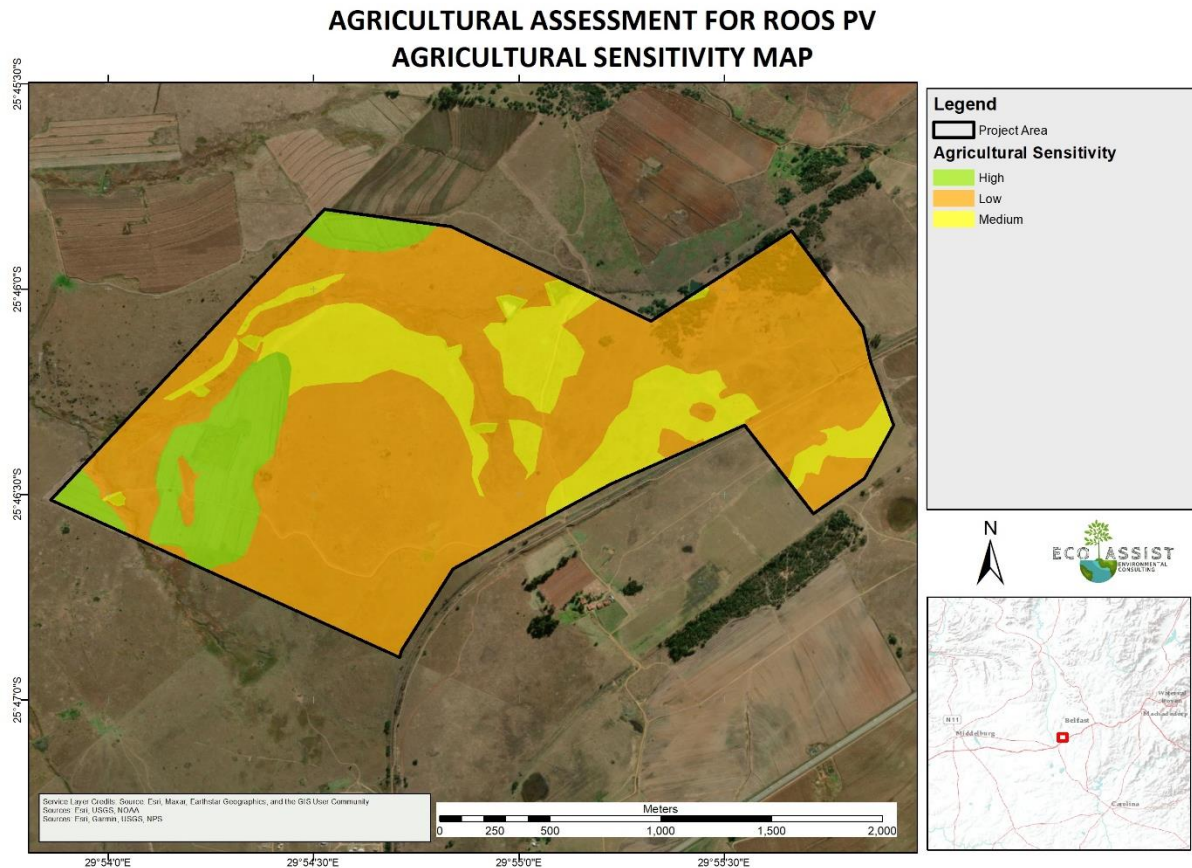 AGRICULTURAL ASSESSMENT FOR ROOS PV
AGRICULTURAL SENSITIVITY MAP
25°45'30"S
25°46'0"S
25°46'30"S
25°47'0"S
29°54'0"E
29°54'30"E
29°55'0"E
29°55'30"E
Service Layer Credits: Source: Esri, Maxar, Earthstar Geographics, and the GIS User Community
Sources: Esri, USGS, NOAA
Sources: Esri, Garmin, USGS, NPS
Meters
0 250 500 1,000 1,500 2,000
Legend
Project Area
Agricultural Sensitivity
High
Low
Medium
N
ECO ASSIST
ENVIRONMENTAL
CONSULTING
N11
Middelburg
Belfast
Waterval
Boven
Machadodorp
Carolina